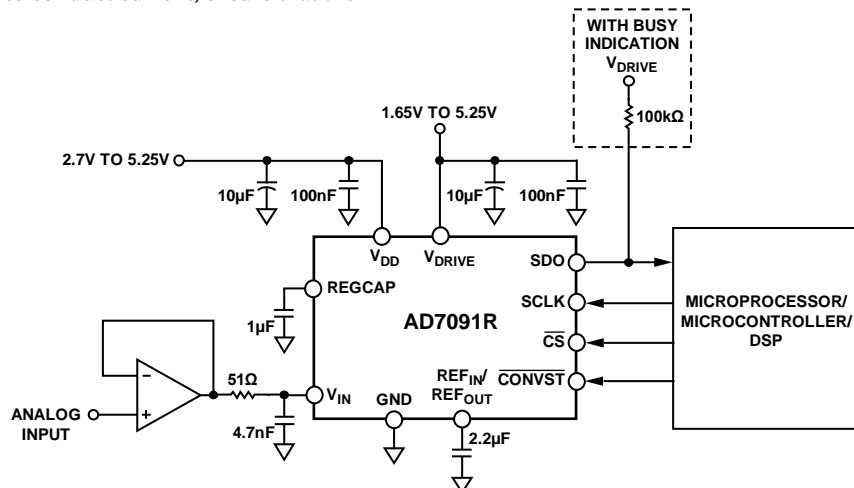 WITH BUSY
INDICATION
VDRIVE
100kΩ
1.65V TO 5.25V
2.7V TO 5.25V
10µF
100nF
10µF
100nF
VDD
VDRIVE
SDO
REGCAP
SCLK
1µF
AD7091R
CS
MICROPROCESSOR/
MICROCONTROLLER/
DSP
51Ω
VIN
GND
REFIN/
REFOUT
CONVST
ANALOG
INPUT
4.7nF
2.2µF